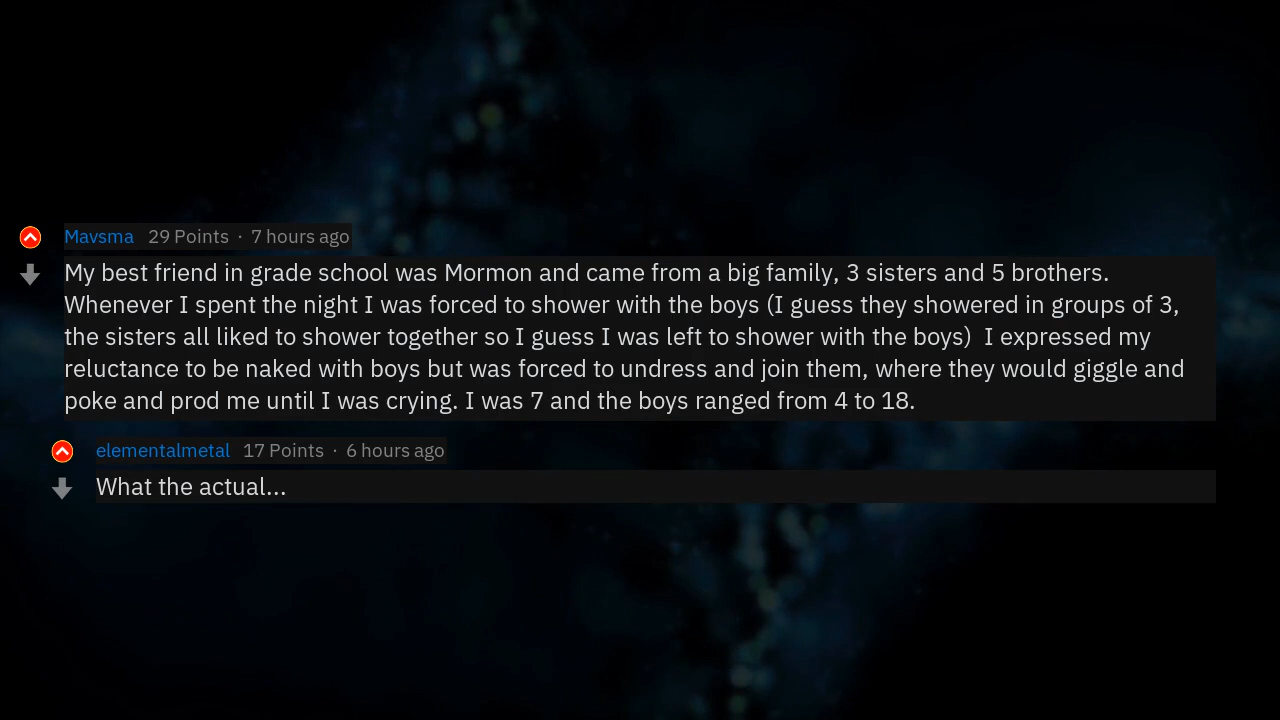 Mavsma 29 Points · 7 hours ago
My best friend in grade school was Mormon and came from a big family, 3 sisters and 5 brothers.
Whenever I spent the night I was forced to shower with the boys (I guess they showered in groups of 3,
the sisters all liked to shower together so I guess I was left to shower with the boys)  I expressed my
reluctance to be naked with boys but was forced to undress and join them, where they would giggle and
poke and prod me until I was crying. I was 7 and the boys ranged from 4 to 18.
elementalmetal 17 Points · 6 hours ago
What the actual...